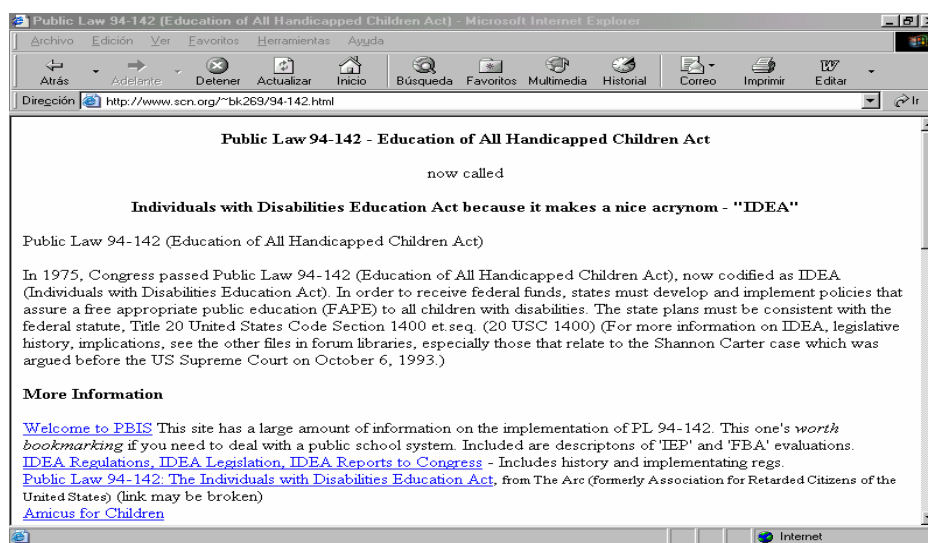 Public Law 94-142 (Education of All Handicapped Children Act) - Microsoft Internet Explorer
Archivo Edición Ver Favoritos Herramientas Ayuda
Atrás Adelante Detener Actualizar Inicio Búsqueda Favoritos Multimedia Historial Correo Imprimir Editar
Dirección http://www.scn.org/~bk269/94-142.html Ir
Public Law 94-142 - Education of All Handicapped Children Act
now called
Individuals with Disabilities Education Act because it makes a nice acrynom - "IDEA"
Public Law 94-142 (Education of All Handicapped Children Act)
In 1975, Congress passed Public Law 94-142 (Education of All Handicapped Children Act), now codified as IDEA
(Individuals with Disabilities Education Act). In order to receive federal funds, states must develop and implement policies that
assure a free appropriate public education (FAPE) to all children with disabilities. The state plans must be consistent with the
federal statute, Title 20 United States Code Section 1400 et.seq. (20 USC 1400) (For more information on IDEA, legislative
history, implications, see the other files in forum libraries, especially those that relate to the Shannon Carter case which was
argued before the US Supreme Court on October 6, 1993.)
More Information
Welcome to PBIS This site has a large amount of information on the implementation of PL 94-142. This one's worth
bookmarking if you need to deal with a public school system. Included are descriptons of 'IEP' and 'FBA' evaluations.
IDEA Regulations, IDEA Legislation, IDEA Reports to Congress - Includes history and implementating regs.
Public Law 94-142: The Individuals with Disabilities Education Act, from The Arc (formerly Association for Retarded Citizens of the
United States) (link may be broken)
Amicus for Children
Internet